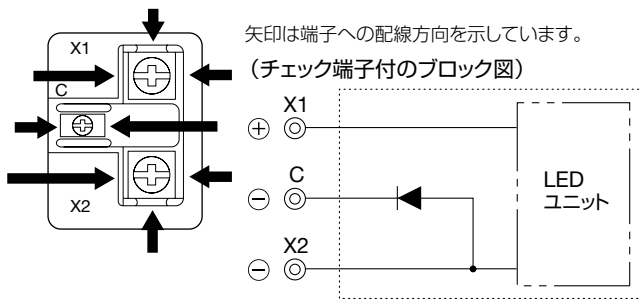 矢印は端子への配線方向を示しています。
(チェック端子付のブロック図)
X1
C
X2
⊕ X1
⊖ C
⊖ X2
LED
ユニット